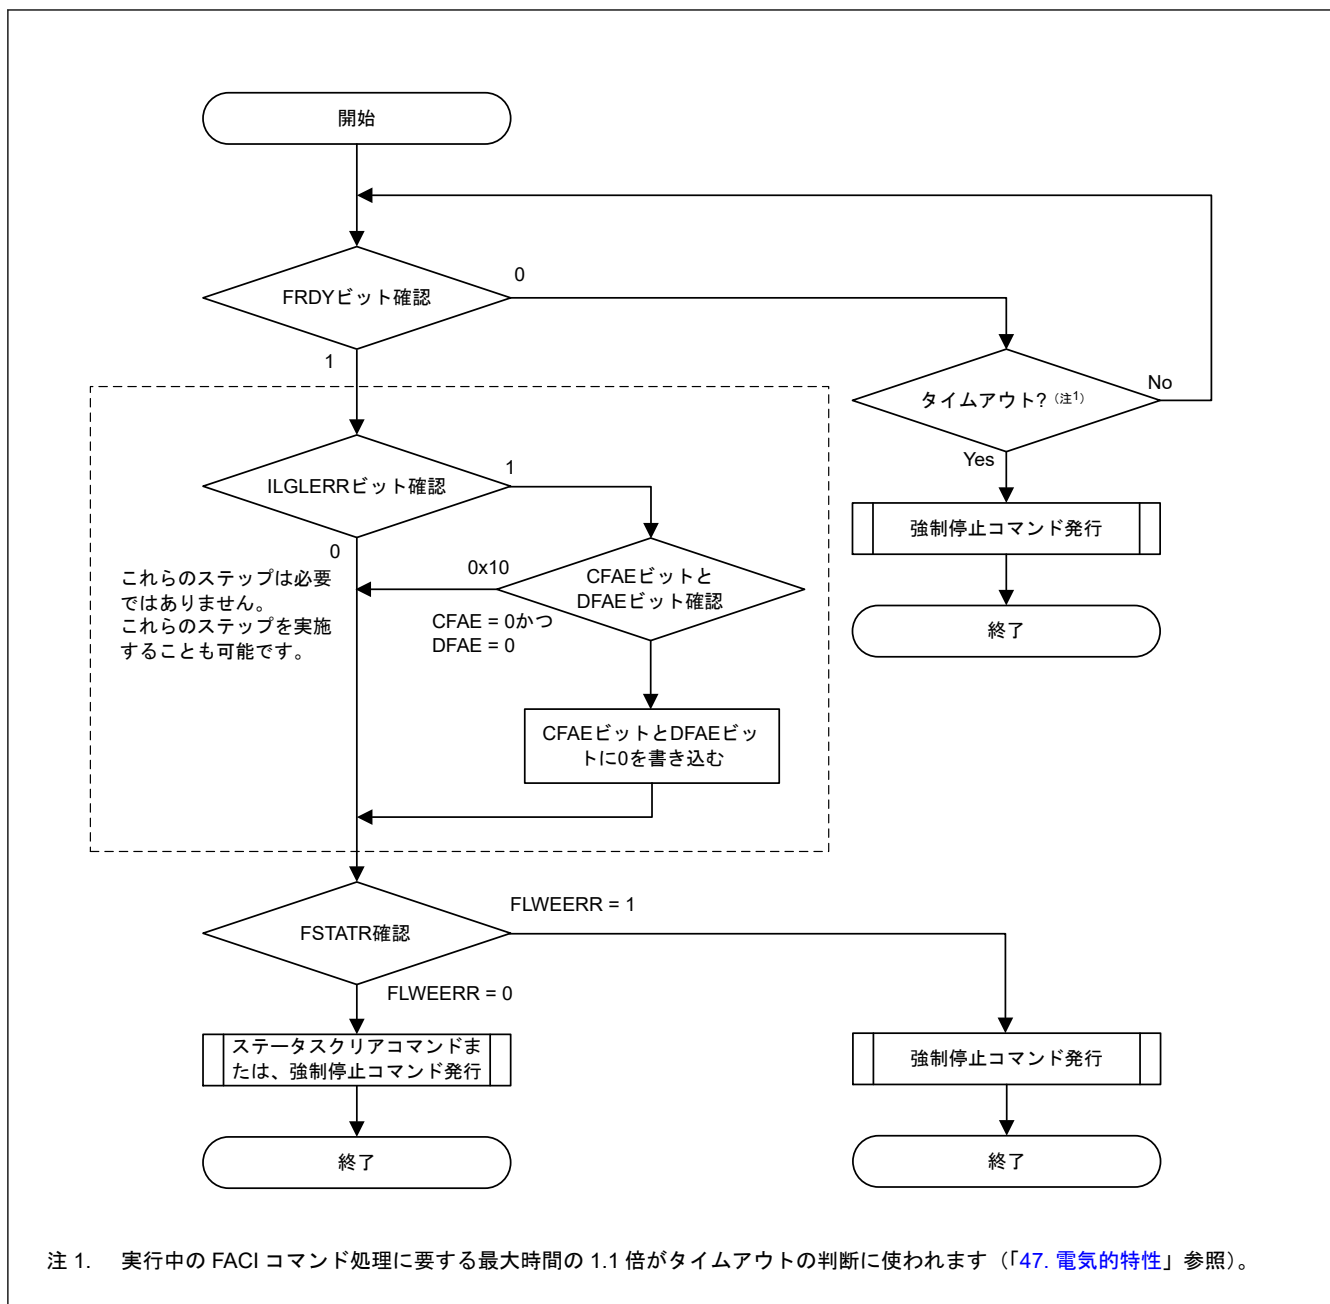 開始
FRDYビット確認
0
1
タイムアウト?（注1）
No
Yes
強制停止コマンド発行
終了
ILGLERRビット確認
1
0
これらのステップは必要
ではありません。
これらのステップを実施
することも可能です。
0x10
CFAE = 0かつ
DFAE = 0
CFAEビットと
DFAEビット確認
CFAEビットとDFAEビッ
トに0を書き込む
FSTATR確認
FLWEERR = 1
FLWEERR = 0
ステータスクリアコマンドま
たは、強制停止コマンド発行
終了
強制停止コマンド発行
終了
注 1. 実行中の FACI コマンド処理に要する最大時間の 1.1 倍がタイムアウトの判断に使われます（「47. 電気的特性」参照）。